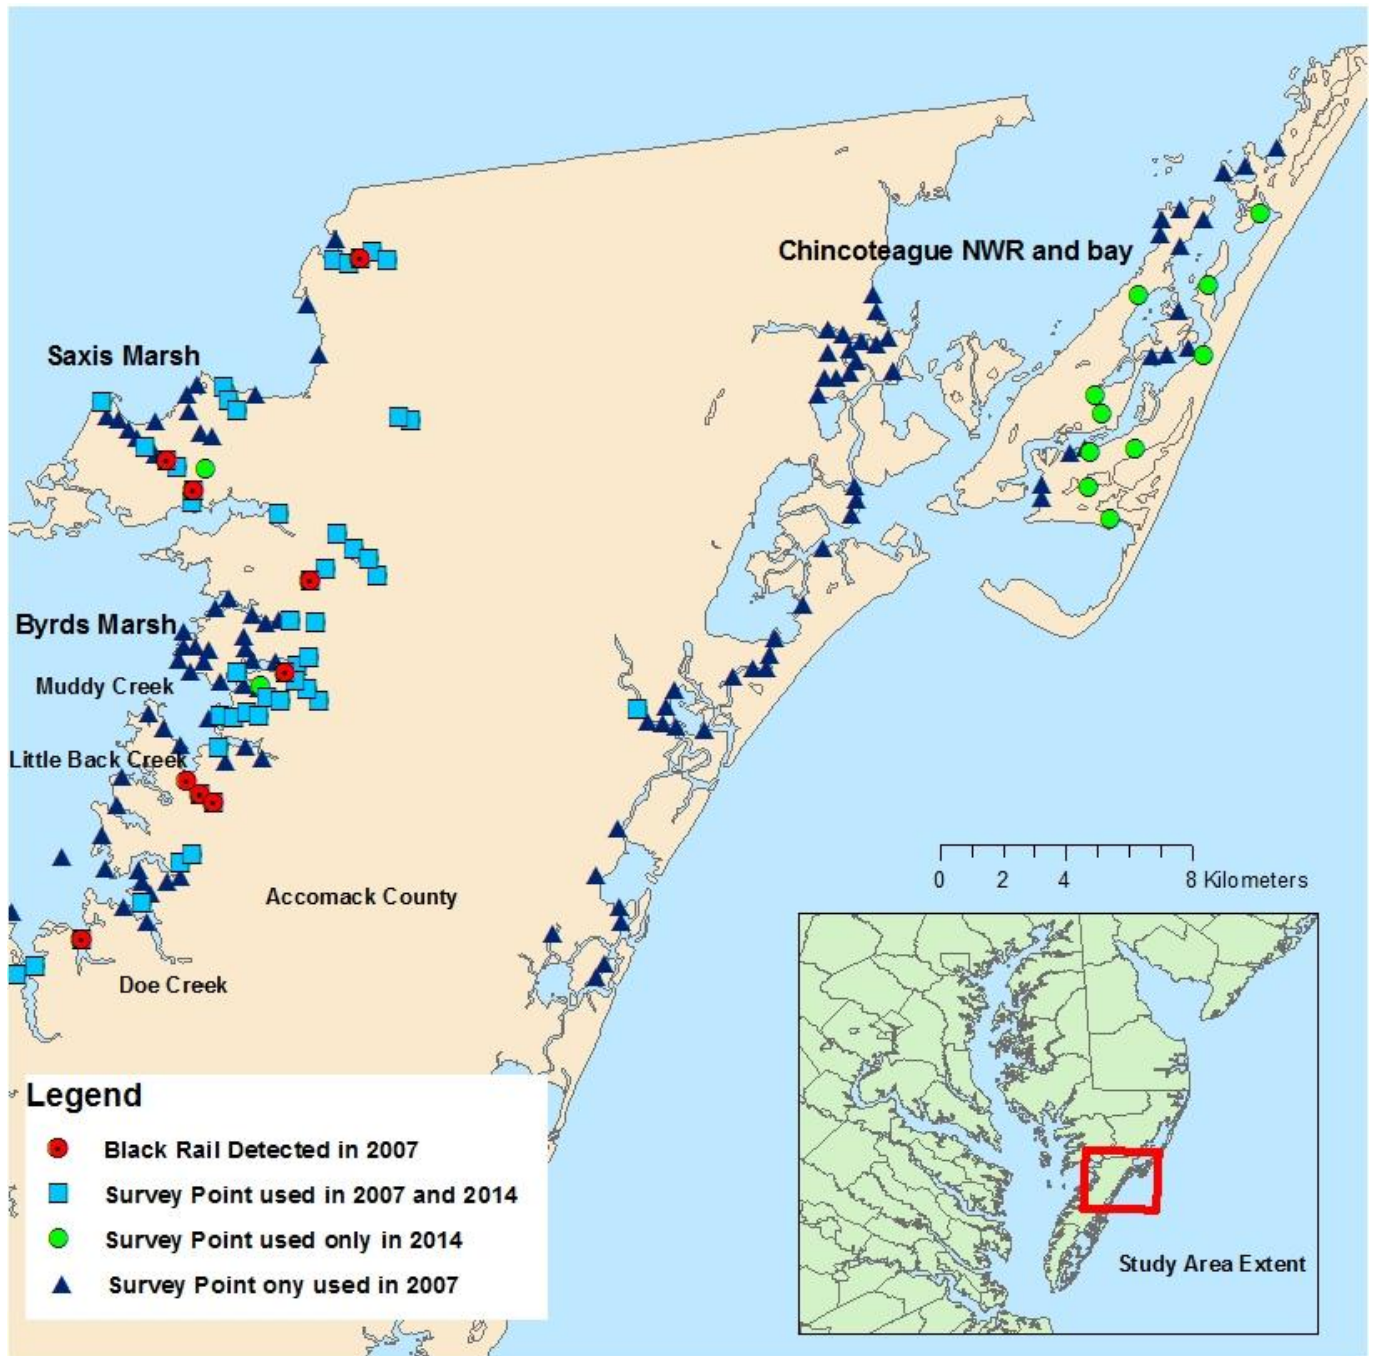 Chincoteague NWR and bay
Saxis Marsh
Byrds Marsh
Muddy Creek
Little Back Creek
Accomack County
Doe Creek
0 2 4 8 Kilometers
Legend
Black Rail Detected in 2007
Survey Point used in 2007 and 2014
Survey Point used only in 2014
Survey Point ony used in 2007
Study Area Extent